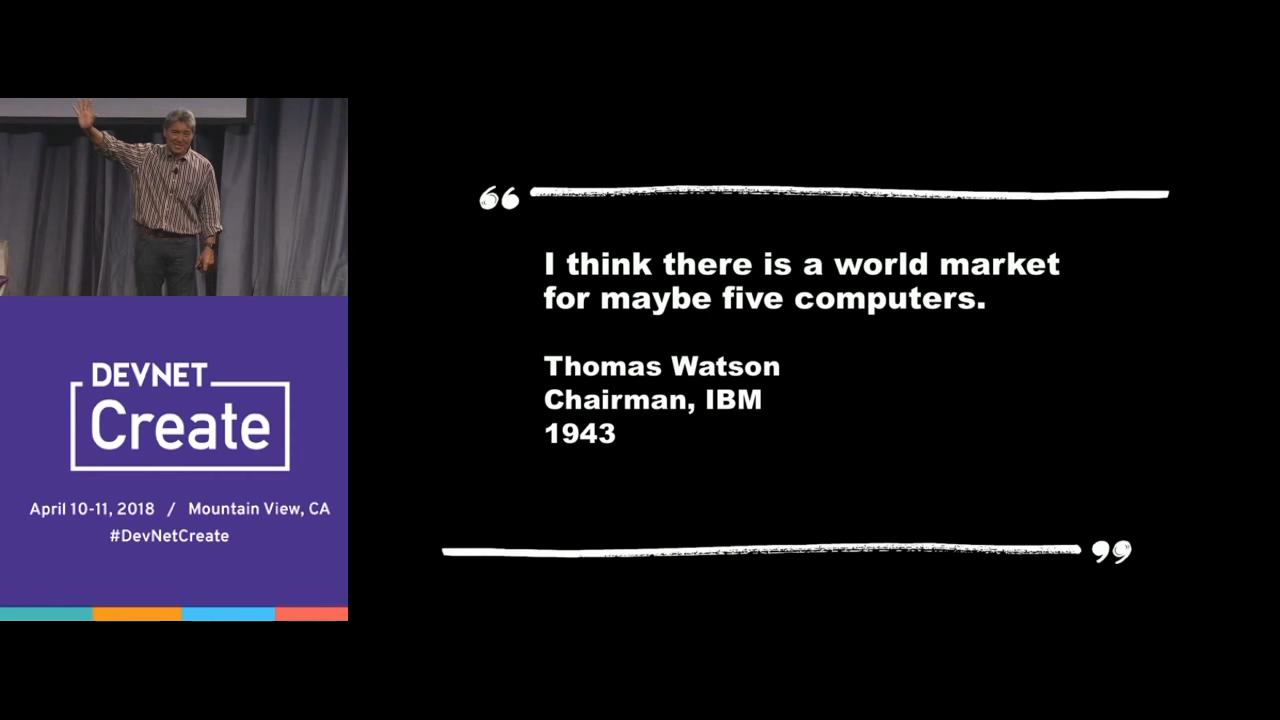 DEVNET
Create
April 10-11, 2018 / Mountain View, CA
#DevNetCreate
“
I think there is a world market
for maybe five computers.
Thomas Watson
Chairman, IBM
1943
”